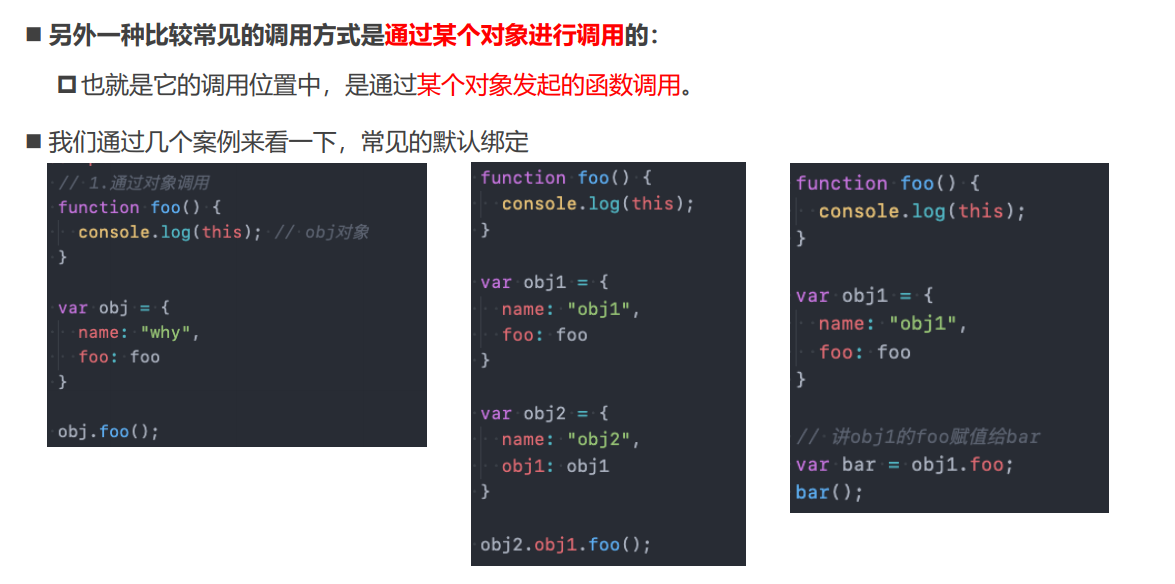 另外一种比较常见的调用方式是通过某个对象进行调用的：
也就是它的调用位置中，是通过某个对象发起的函数调用。
我们通过几个案例来看一下，常见的默认绑定
// 1.通过对象调用
function foo() {
  console.log(this); // obj对象
}
var obj = {
  name: "why",
  foo: foo
}
obj.foo();
function foo() {
  console.log(this);
}
var obj1 = {
  name: "obj1",
  foo: foo
}
var obj2 = {
  name: "obj2",
  obj1: obj1
}
obj2.obj1.foo();
function foo() {
  console.log(this);
}
var obj1 = {
  name: "obj1",
  foo: foo
}
// 讲obj1的foo赋值给bar
var bar = obj1.foo;
bar();